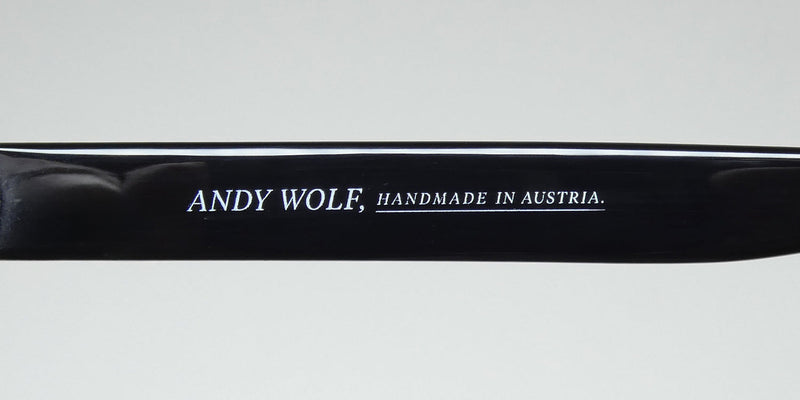 ANDY WOLF, HANDMADE IN AUSTRIA.